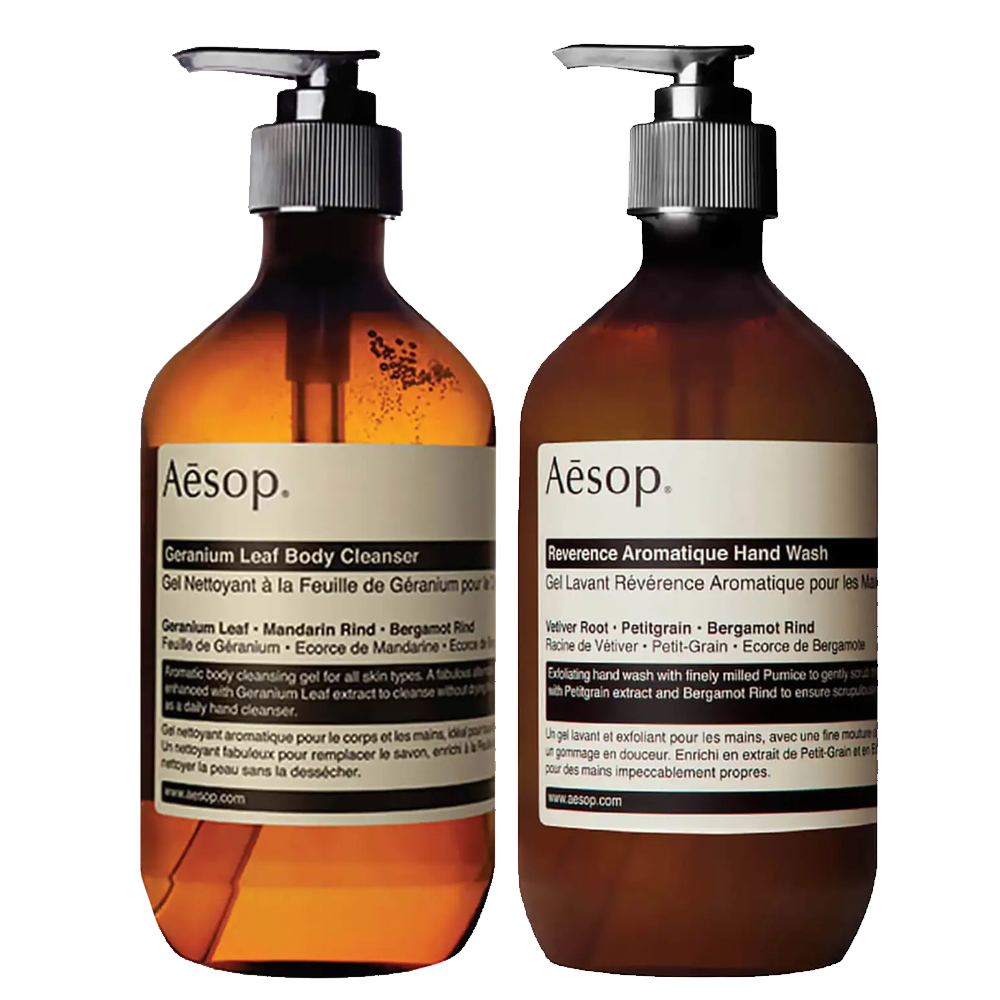 Aēsop.®
Geranium Leaf Body Cleanser
Gel Nettoyant à la Feuille de Géranium pour le
Geranium Leaf • Mandarin Rind • Bergamot Rind
Feuille de Géranium • Ecorce de Mandarine • Ecorce de
Aromatic body cleansing gel for all skin types. A fabulous
enhanced with Geranium Leaf extract to cleanse without
as a daily hand cleanser.
Gel nettoyant aromatique pour le corps et les mains, idéal pour
Un nettoyant fabuleux pour remplacer le savon, enrichi à la
nettoyer la peau sans la dessécher.
www.aesop.com
Aēsop.®
Reverence Aromatique Hand Wash
Gel Lavant Révérence Aromatique pour les
Vetiver Root • Petitgrain • Bergamot Rind
Racine de Vétiver • Petit-Grain • Ecorce de Bergamote
Exfoliating hand wash with finely milled Pumice to gently scrub
with Petitgrain extract and Bergamot Rind to ensure
Un gel lavant et exfoliant pour les mains, avec une fine mouture
un gommage en douceur. Enrichi en extrait de Petit-Grain et en
pour des mains impeccablement propres.
www.aesop.com